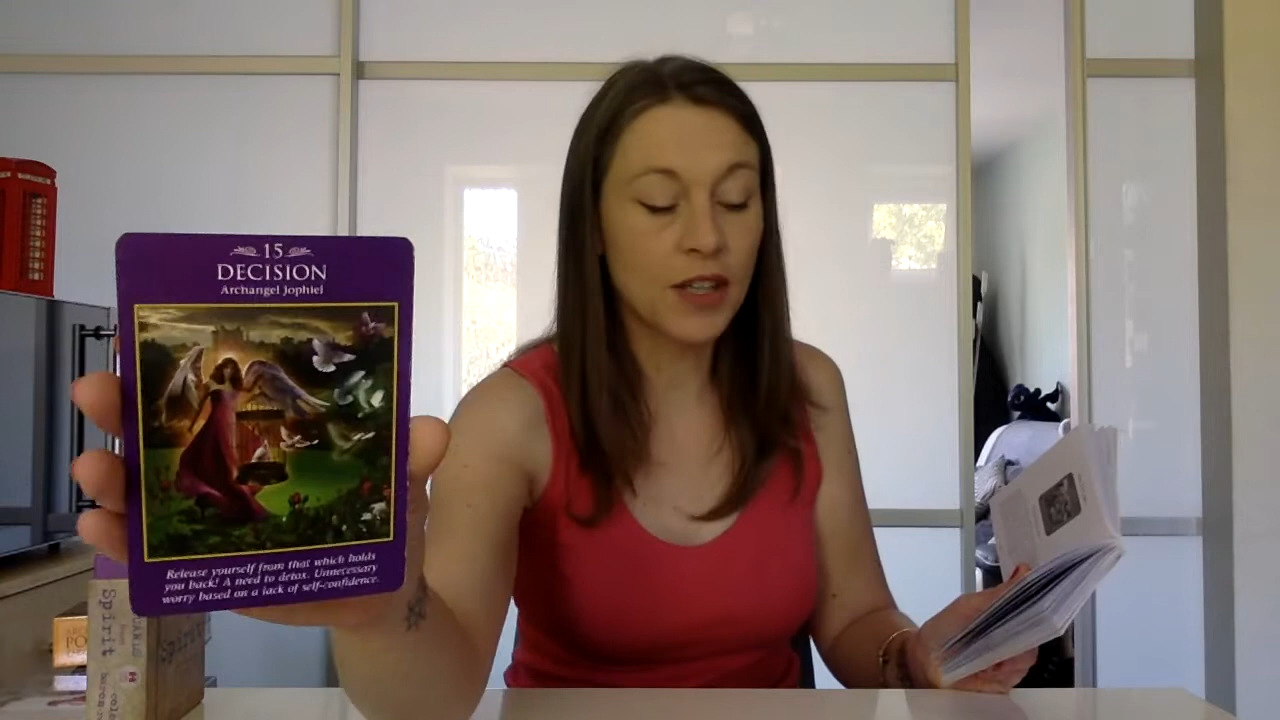 15
DECISION
Archangel Jophiel
Release yourself from that which holds
you back! A need to detox. Unnecessary
worry based on a lack of self-confidence.
Spirit
Spirit